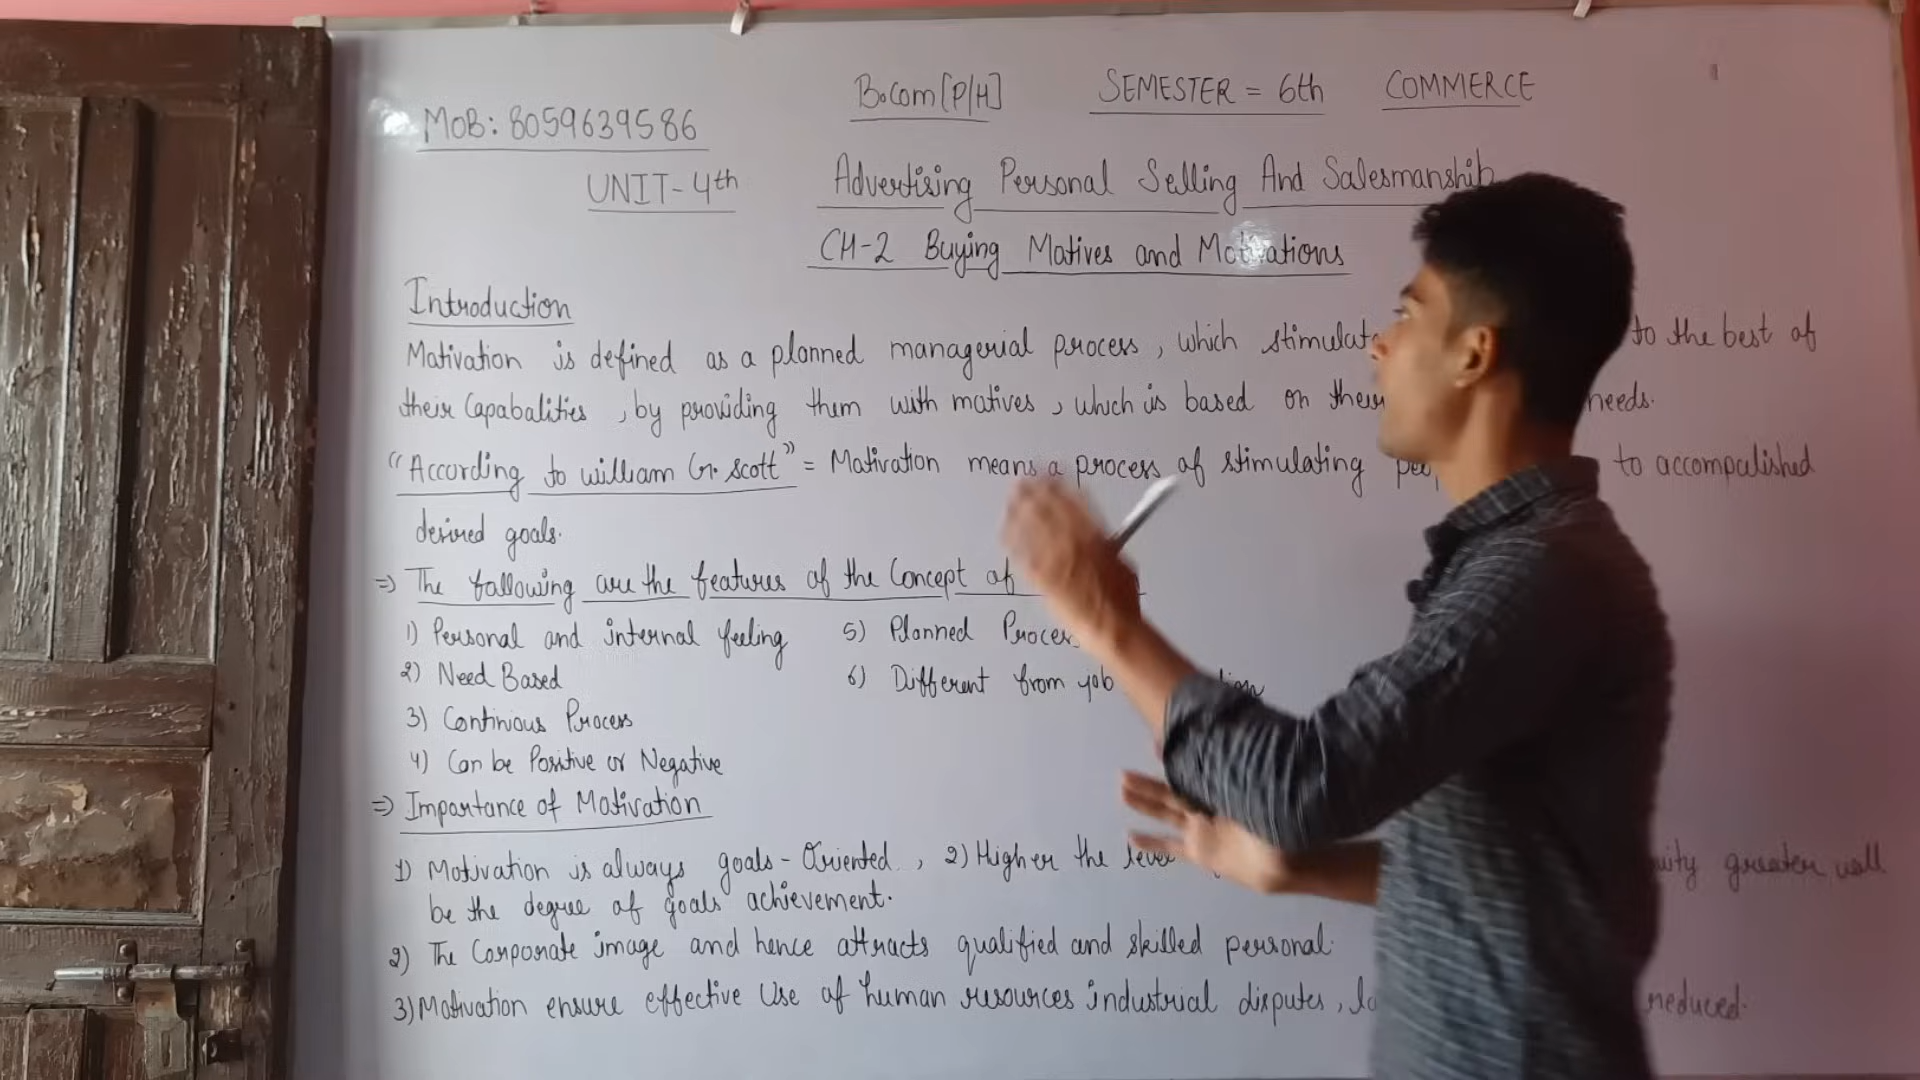 B.com[P/H] SEMESTER = 6th COMMERCE
MOB: 8059639586
UNIT-4th Advertising Personal Selling And Salesmanship
CH-2 Buying Motives and Motivations
Introduction
Motivation is defined as a planned managerial process, which to the best of
their Capabalities, by providing them with motives, which is based on their needs.
"According to william G. scott" = Motivation means a process of stimulating to accompalished
desired goals.
=) The following are the features of the Concept of
1) Personal and internal feeling 5) Planned Process
2) Need Based 6) Different from job
3) Continious Process
4) Can be Positive or Negative
=) Importance of Motivation
1) Motivation is always goals-Oriented, 2) Higher the level greater will
be the degree of goals achievement.
2) The Corporate image and hence attracts qualified and skilled personal.
3) Motivation ensure effective Use of human resources industrial disputes, reduced.